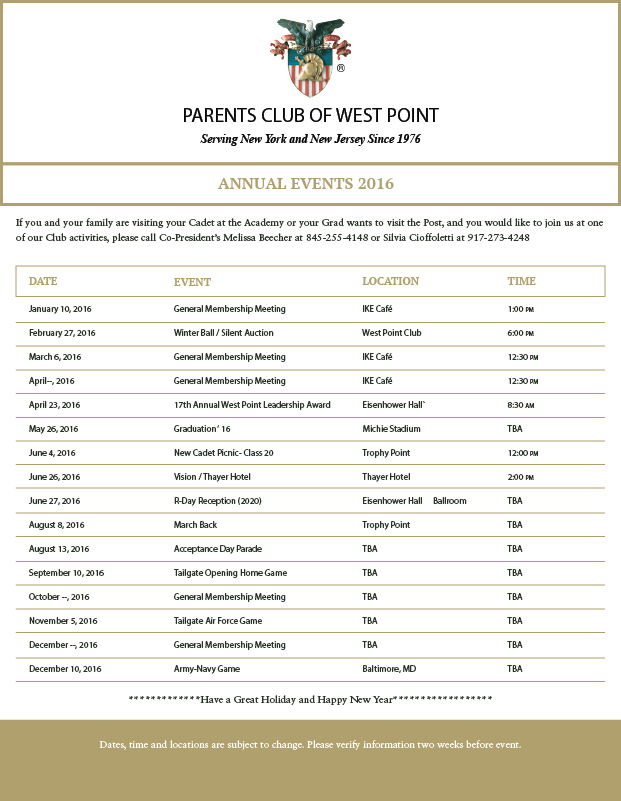 ®
PARENTS CLUB OF WEST POINT
Serving New York and New Jersey Since 1976
ANNUAL EVENTS 2016
If you and your family are visiting your Cadet at the Academy or your Grad wants to visit the Post, and you would like to join us at one
of our Club activities, please call Co-President's Melissa Beecher at 845-255-4148 or Silvia Cioffoletti at 917-273-4248
DATE EVENT LOCATION TIME
January 10, 2016 General Membership Meeting IKE Café 1:00 PM
February 27, 2016 Winter Ball / Silent Auction West Point Club 6:00 PM
March 6, 2016 General Membership Meeting IKE Café 12:30 PM
April--, 2016 General Membership Meeting IKE Café 12:30 PM
April 23, 2016 17th Annual West Point Leadership Award Eisenhower Hall` 8:30 AM
May 26, 2016 Graduation' 16 Michie Stadium TBA
June 4, 2016 New Cadet Picnic- Class 20 Trophy Point 12:00 PM
June 26, 2016 Vision / Thayer Hotel Thayer Hotel 2:00 PM
June 27, 2016 R-Day Reception (2020) Eisenhower Hall Ballroom TBA
August 8, 2016 March Back Trophy Point TBA
August 13, 2016 Acceptance Day Parade TBA TBA
September 10, 2016 Tailgate Opening Home Game TBA TBA
October --, 2016 General Membership Meeting TBA TBA
November 5, 2016 Tailgate Air Force Game TBA TBA
December --, 2016 General Membership Meeting TBA TBA
December 10, 2016 Army-Navy Game Baltimore, MD TBA
*************Have a Great Holiday and Happy New Year******************
Dates, time and locations are subject to change. Please verify information two weeks before event.